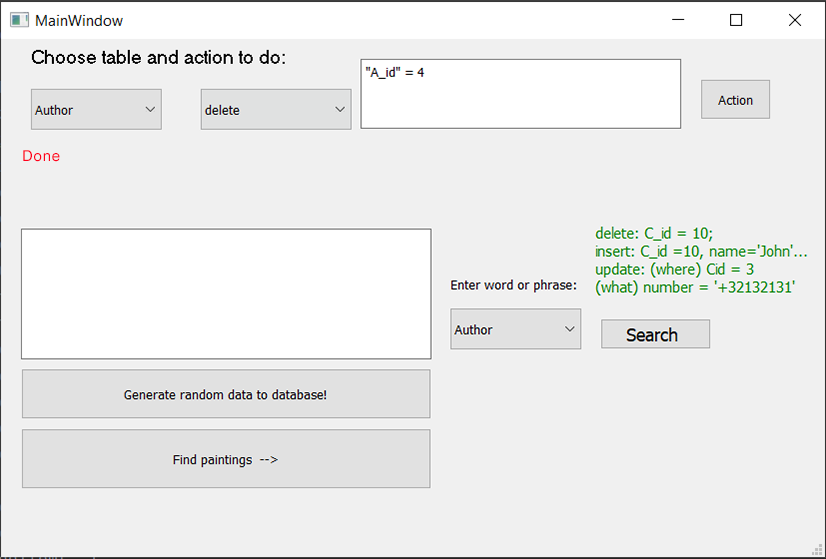 MainWindow
Choose table and action to do:
"A_id" = 4
Author
delete
Action
Done
delete: C_id = 10;
insert: C_id =10, name='John'...
update: (where) Cid = 3
(what) number = '+32132131'
Enter word or phrase:
Author
Search
Generate random data to database!
Find paintings -->